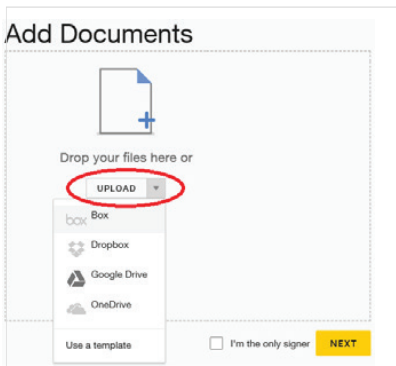 Add Documents
Drop your files here or
UPLOAD
box Box
Dropbox
Google Drive
OneDrive
Use a template
I'm the only signer NEXT